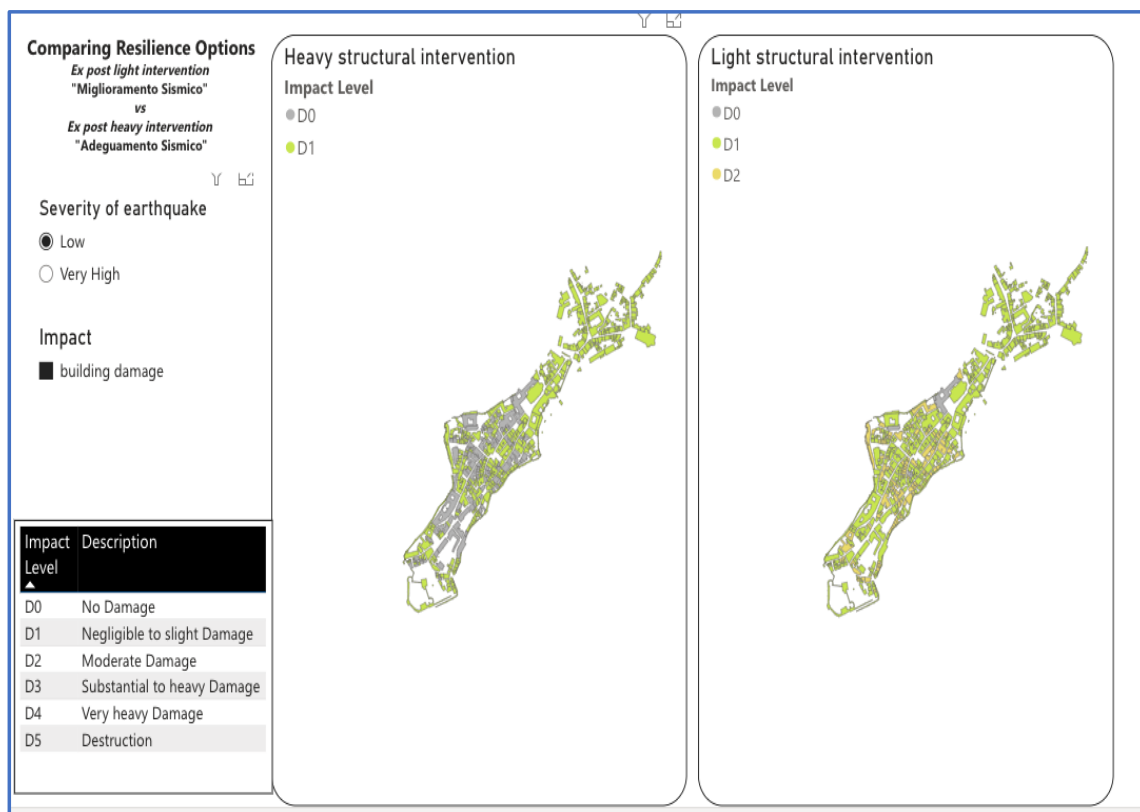 Comparing Resilience Options
Ex post light intervention
"Miglioramento Sismico"
vs
Ex post heavy intervention
"Adeguamento Sismico"
Severity of earthquake
Low
Very High
Impact
building damage
Impact Level Description
D0 No Damage
D1 Negligible to slight Damage
D2 Moderate Damage
D3 Substantial to heavy Damage
D4 Very heavy Damage
D5 Destruction
Heavy structural intervention
Impact Level
D0
D1
Light structural intervention
Impact Level
D0
D1
D2